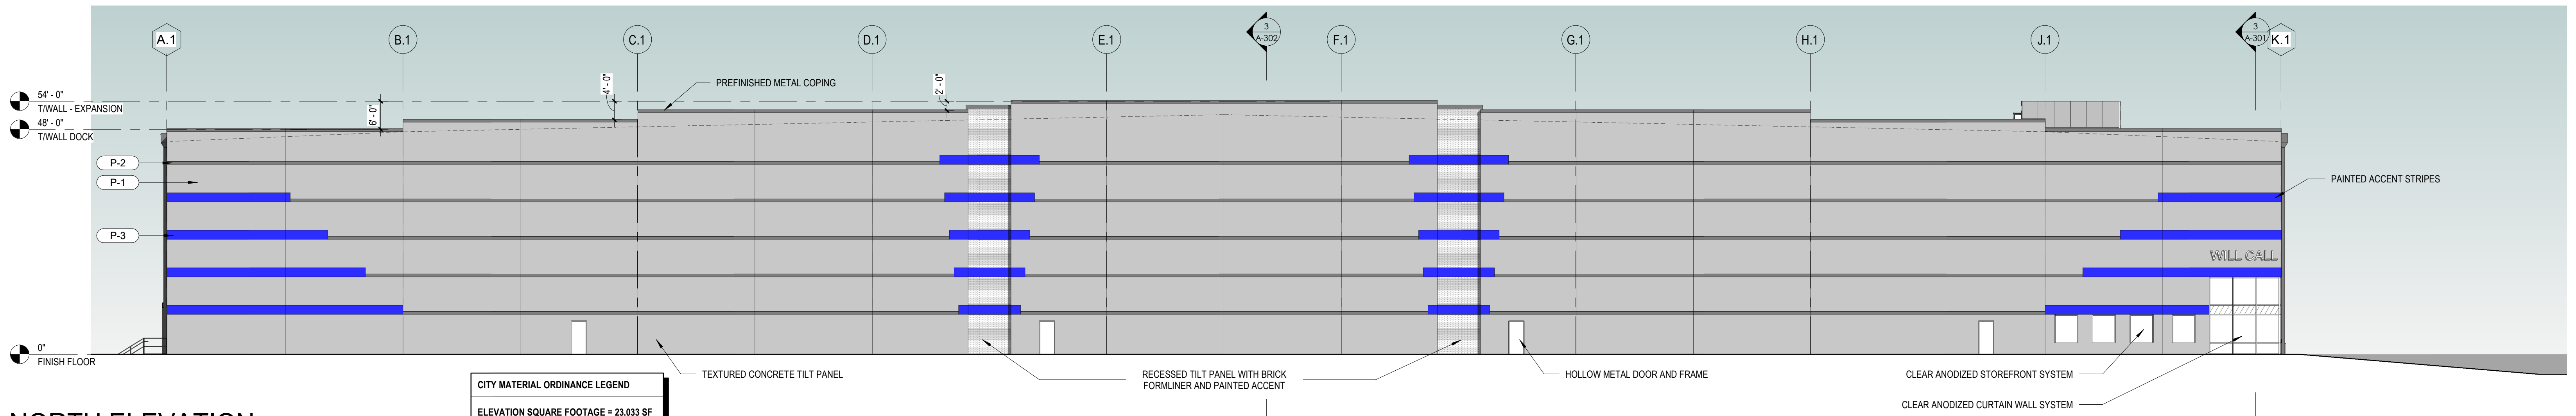 A.1
B.1
C.1
D.1
E.1
3
A-302
F.1
G.1
H.1
J.1
3
A-301
K.1
54' - 0"
T/WALL - EXPANSION
48' - 0"
T/WALL DOCK
6' - 0"
4' - 0"
PREFINISHED METAL COPING
2' - 0"
P-2
P-1
P-3
PAINTED ACCENT STRIPES
WILL CALL
0"
FINISH FLOOR
TEXTURED CONCRETE TILT PANEL
RECESSED TILT PANEL WITH BRICK
FORMLINER AND PAINTED ACCENT
HOLLOW METAL DOOR AND FRAME
CLEAR ANODIZED STOREFRONT SYSTEM
CLEAR ANODIZED CURTAIN WALL SYSTEM
CITY MATERIAL ORDINANCE LEGEND
ELEVATION SQUARE FOOTAGE = 23,033 SF
NORTH ELEVATION